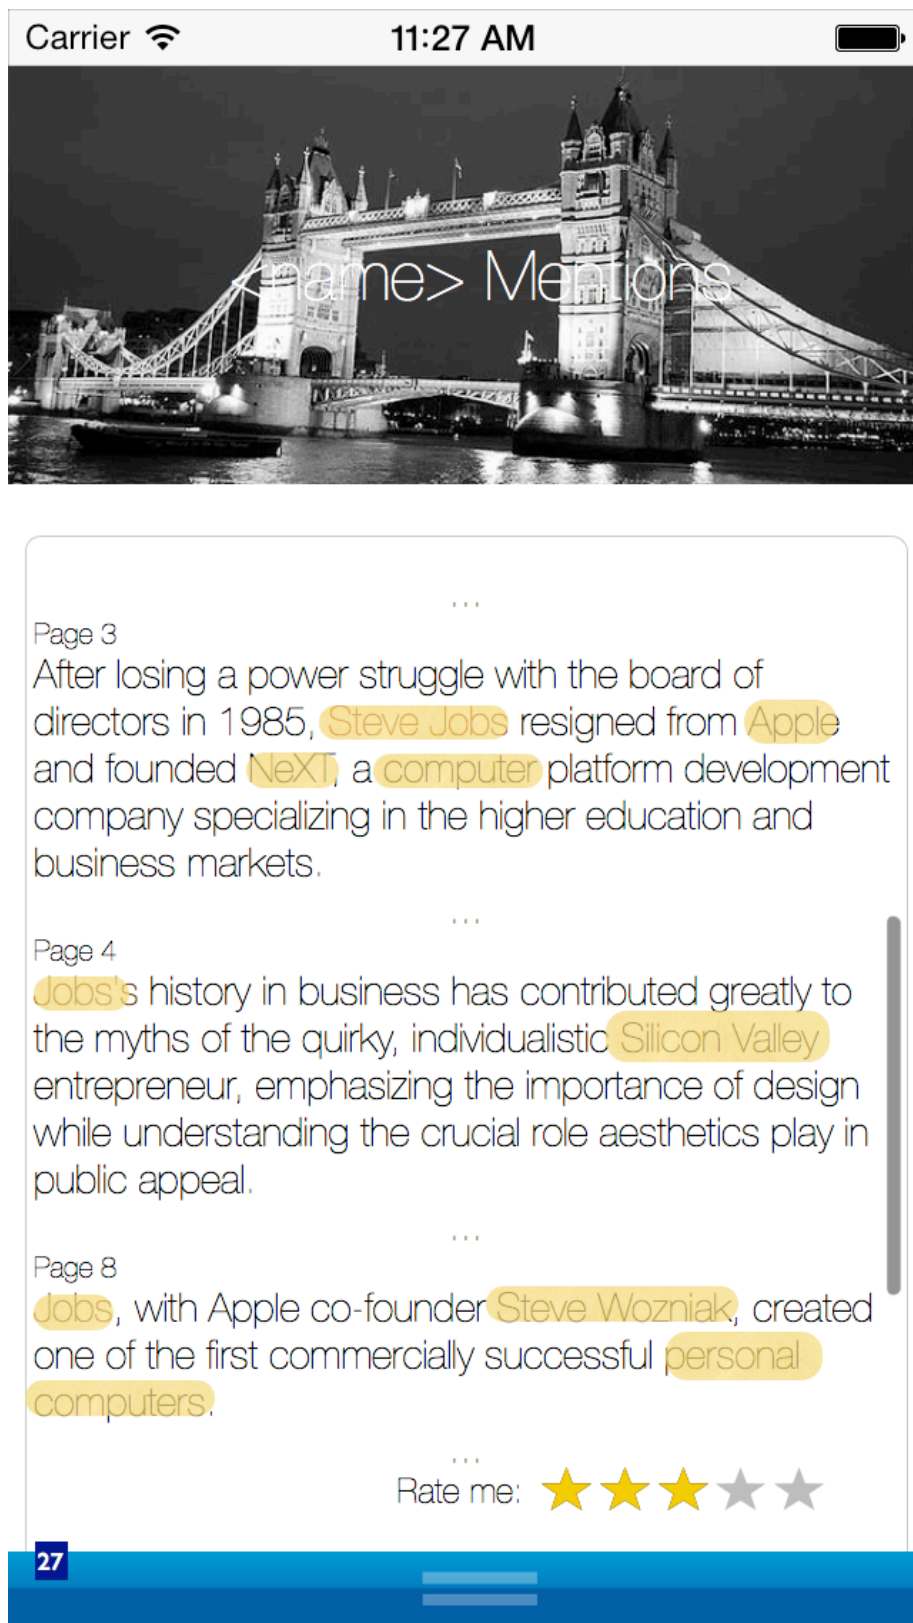 Carrier 11:27 AM
<name> Mentions
...
Page 3
After losing a power struggle with the board of
directors in 1985, Steve Jobs resigned from Apple
and founded NeXT, a computer platform development
company specializing in the higher education and
business markets.
...
Page 4
Jobs's history in business has contributed greatly to
the myths of the quirky, individualistic Silicon Valley
entrepreneur, emphasizing the importance of design
while understanding the crucial role aesthetics play in
public appeal.
...
Page 8
Jobs, with Apple co-founder Steve Wozniak, created
one of the first commercially successful personal
computers.
...
Rate me:
27